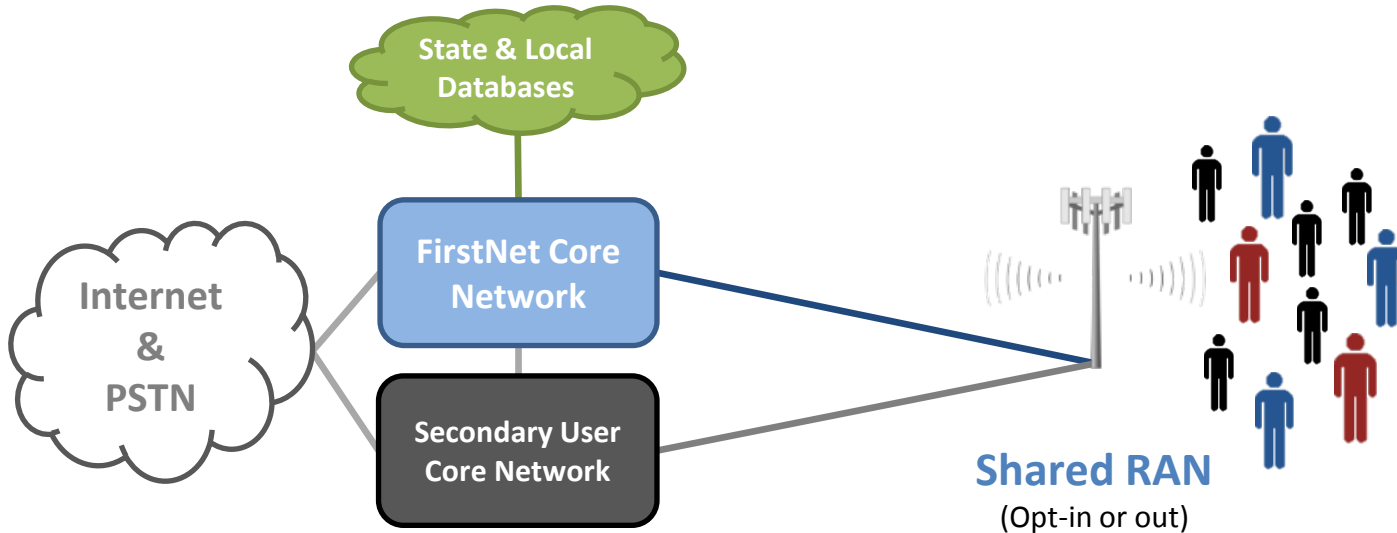 State & Local
Databases
FirstNet Core
Network
Internet
&
PSTN
Secondary User
Core Network
Shared RAN
(Opt-in or out)